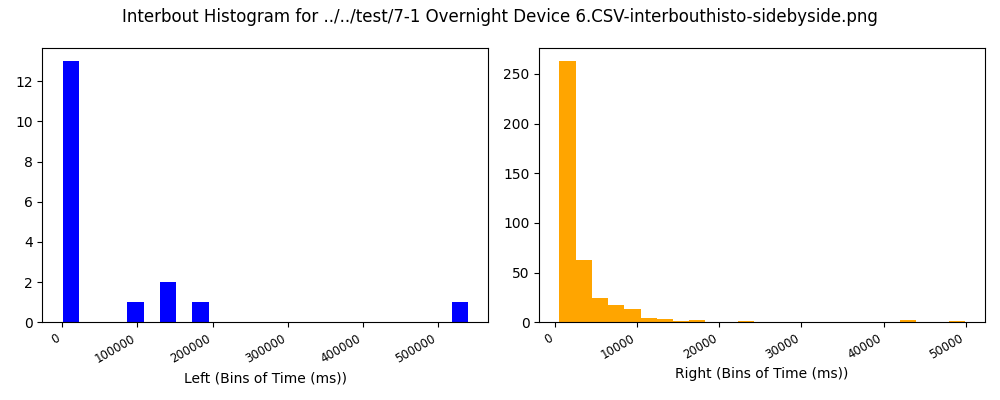 Interbout Histogram for ../../test/7-1 Overnight Device 6.CSV-interbouthisto-sidebyside.png
12
10
8
6
4
2
0
0 100000 200000 300000 400000 500000
Left (Bins of Time (ms))
250
200
150
100
50
0
0 10000 20000 30000 40000 50000
Right (Bins of Time (ms))